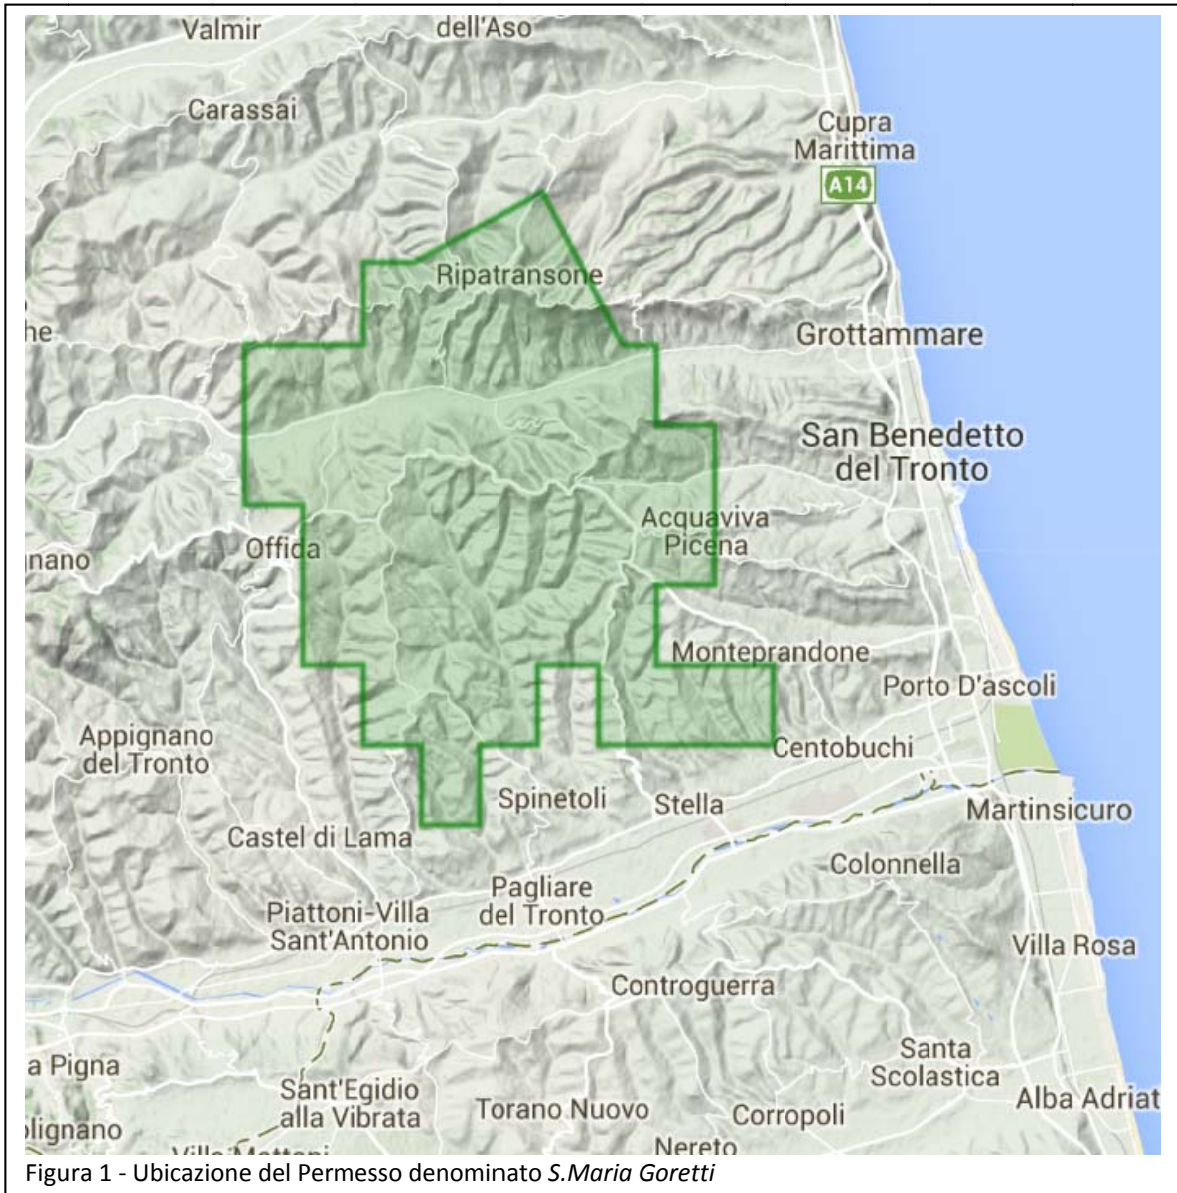 Valmir
dell'Aso
Carassai
Cupra
Marittima
A14
Ripatransone
he
Grottammare
San Benedetto
del Tronto
Acquaviva
Picena
Offida
nano
Monteprandone
Porto D'ascoli
Appignano
del Tronto
Centobuchi
Spinetoli
Stella
Martinsicuro
Castel di Lama
Colonnella
Pagliare
del Tronto
Piattoni-Villa
Sant'Antonio
Villa Rosa
Controguerra
a Pigna
Santa
Scolastica
Sant'Egidio
alla Vibrata
Torano Nuovo
Corropoli
Alba Adriat
lignano
Nereto
Figura 1 - Ubicazione del Permesso denominato S.Maria Goretti